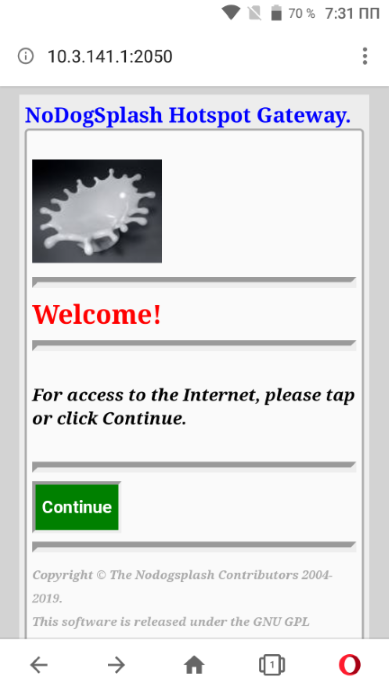 70 % 7:31 ΠΠ
10.3.141.1:2050
NoDogSplash Hotspot Gateway.
Welcome!
For access to the Internet, please tap
or click Continue.
Continue
Copyright © The Nodogsplash Contributors 2004-
2019.
This software is released under the GNU GPL
1